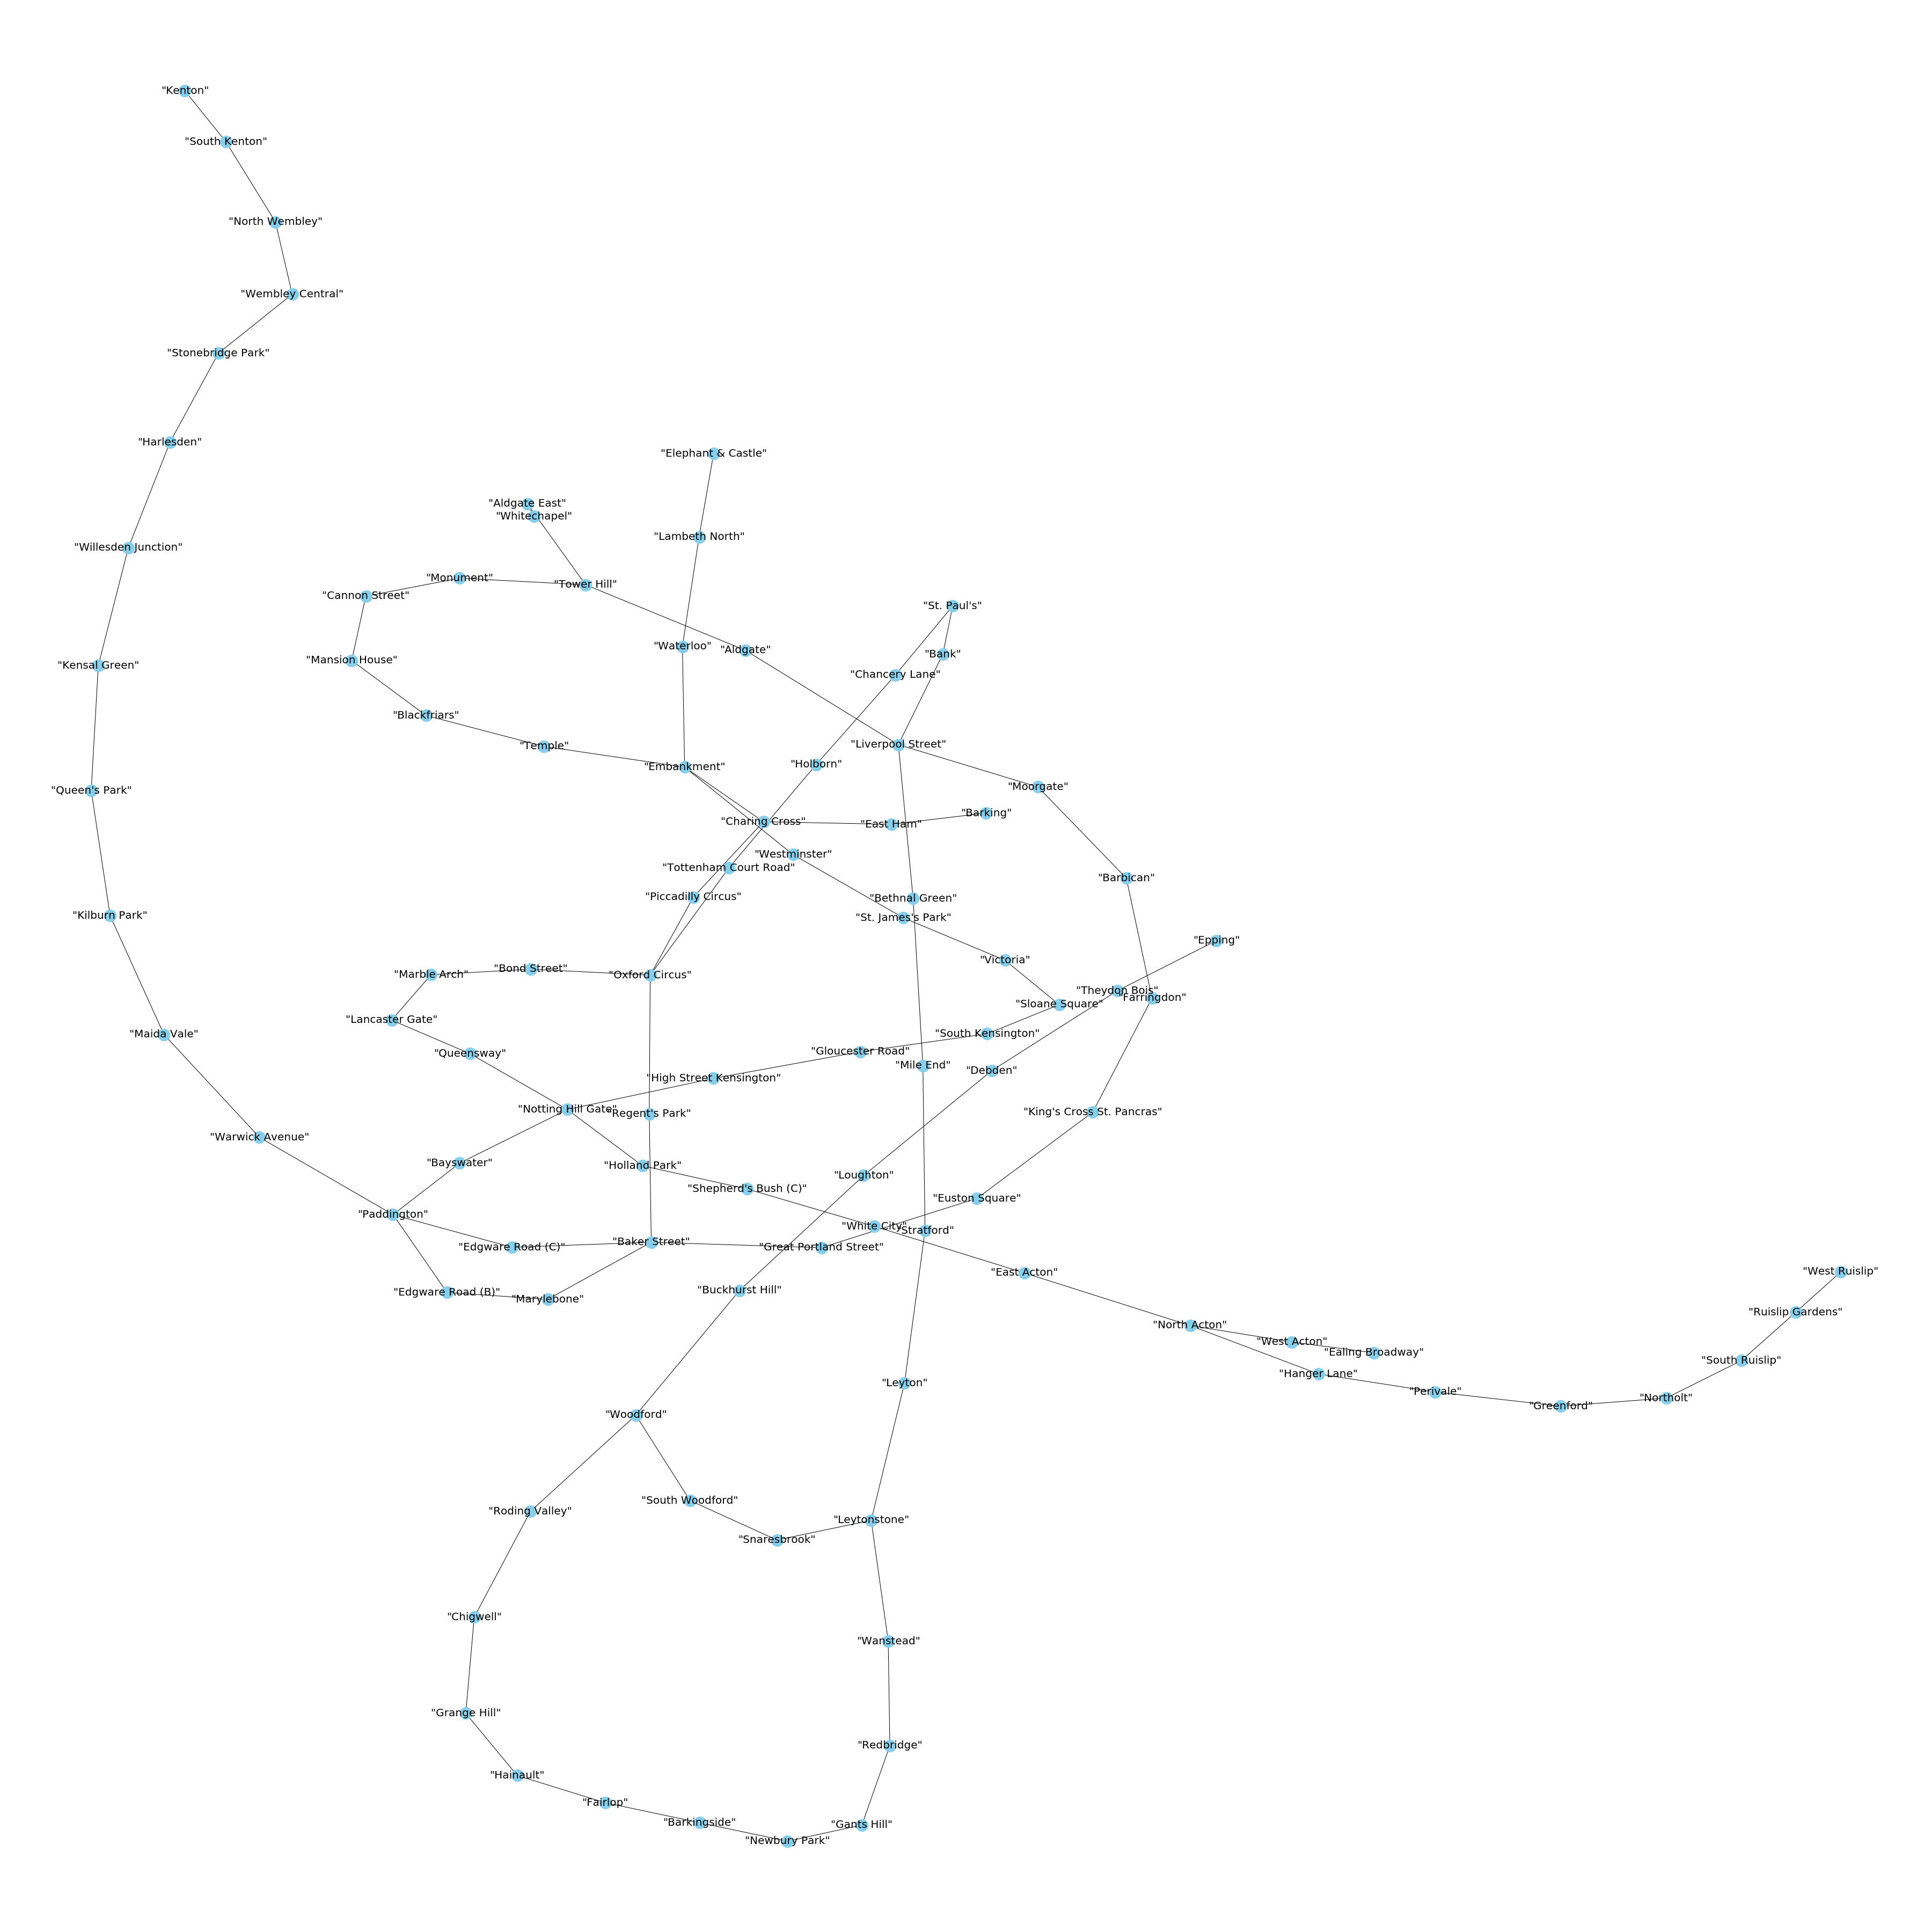 "Kenton"
"South Kenton"
"North Wembley"
"Wembley Central"
"Stonebridge Park"
"Harlesden"
"Elephant & Castle"
"Aldgate East"
"Whitechapel"
"Lambeth North"
"Willesden Junction"
"Monument"
"Tower Hill"
"Cannon Street"
"St. Paul's"
"Waterloo"
"Aldgate"
"Bank"
"Mansion House"
"Kensal Green"
"Chancery Lane"
"Blackfriars"
"Temple"
"Liverpool Street"
"Embankment"
"Holborn"
"Moorgate"
"Queen's Park"
"Barking"
"Charing Cross"
"East Ham"
"Westminster"
"Tottenham Court Road"
"Barbican"
"Piccadilly Circus"
"Bethnal Green"
"Kilburn Park"
"St. James's Park"
"Epping"
"Victoria"
"Bond Street"
"Marble Arch"
"Oxford Circus"
"Theydon Bois"
"Farringdon"
"Sloane Square"
"Lancaster Gate"
"Maida Vale"
"South Kensington"
"Queensway"
"Gloucester Road"
"Mile End"
"Debden"
"High Street Kensington"
"Notting Hill Gate"
"Regent's Park"
"King's Cross St. Pancras"
"Warwick Avenue"
"Bayswater"
"Holland Park"
"Loughton"
"Shepherd's Bush (C)"
"Euston Square"
"Paddington"
"White City"
"Stratford"
"Baker Street"
"Edgware Road (C)"
"Great Portland Street"
"East Acton"
"West Ruislip"
"Buckhurst Hill"
"Edgware Road (B)"
"Marylebone"
"Ruislip Gardens"
"North Acton"
"West Acton"
"Ealing Broadway"
"South Ruislip"
"Hanger Lane"
"Leyton"
"Perivale"
"Northolt"
"Greenford"
"Woodford"
"South Woodford"
"Roding Valley"
"Leytonstone"
"Snaresbrook"
"Chigwell"
"Wanstead"
"Grange Hill"
"Redbridge"
"Hainault"
"Fairlop"
"Barkingside"
"Gants Hill"
"Newbury Park"